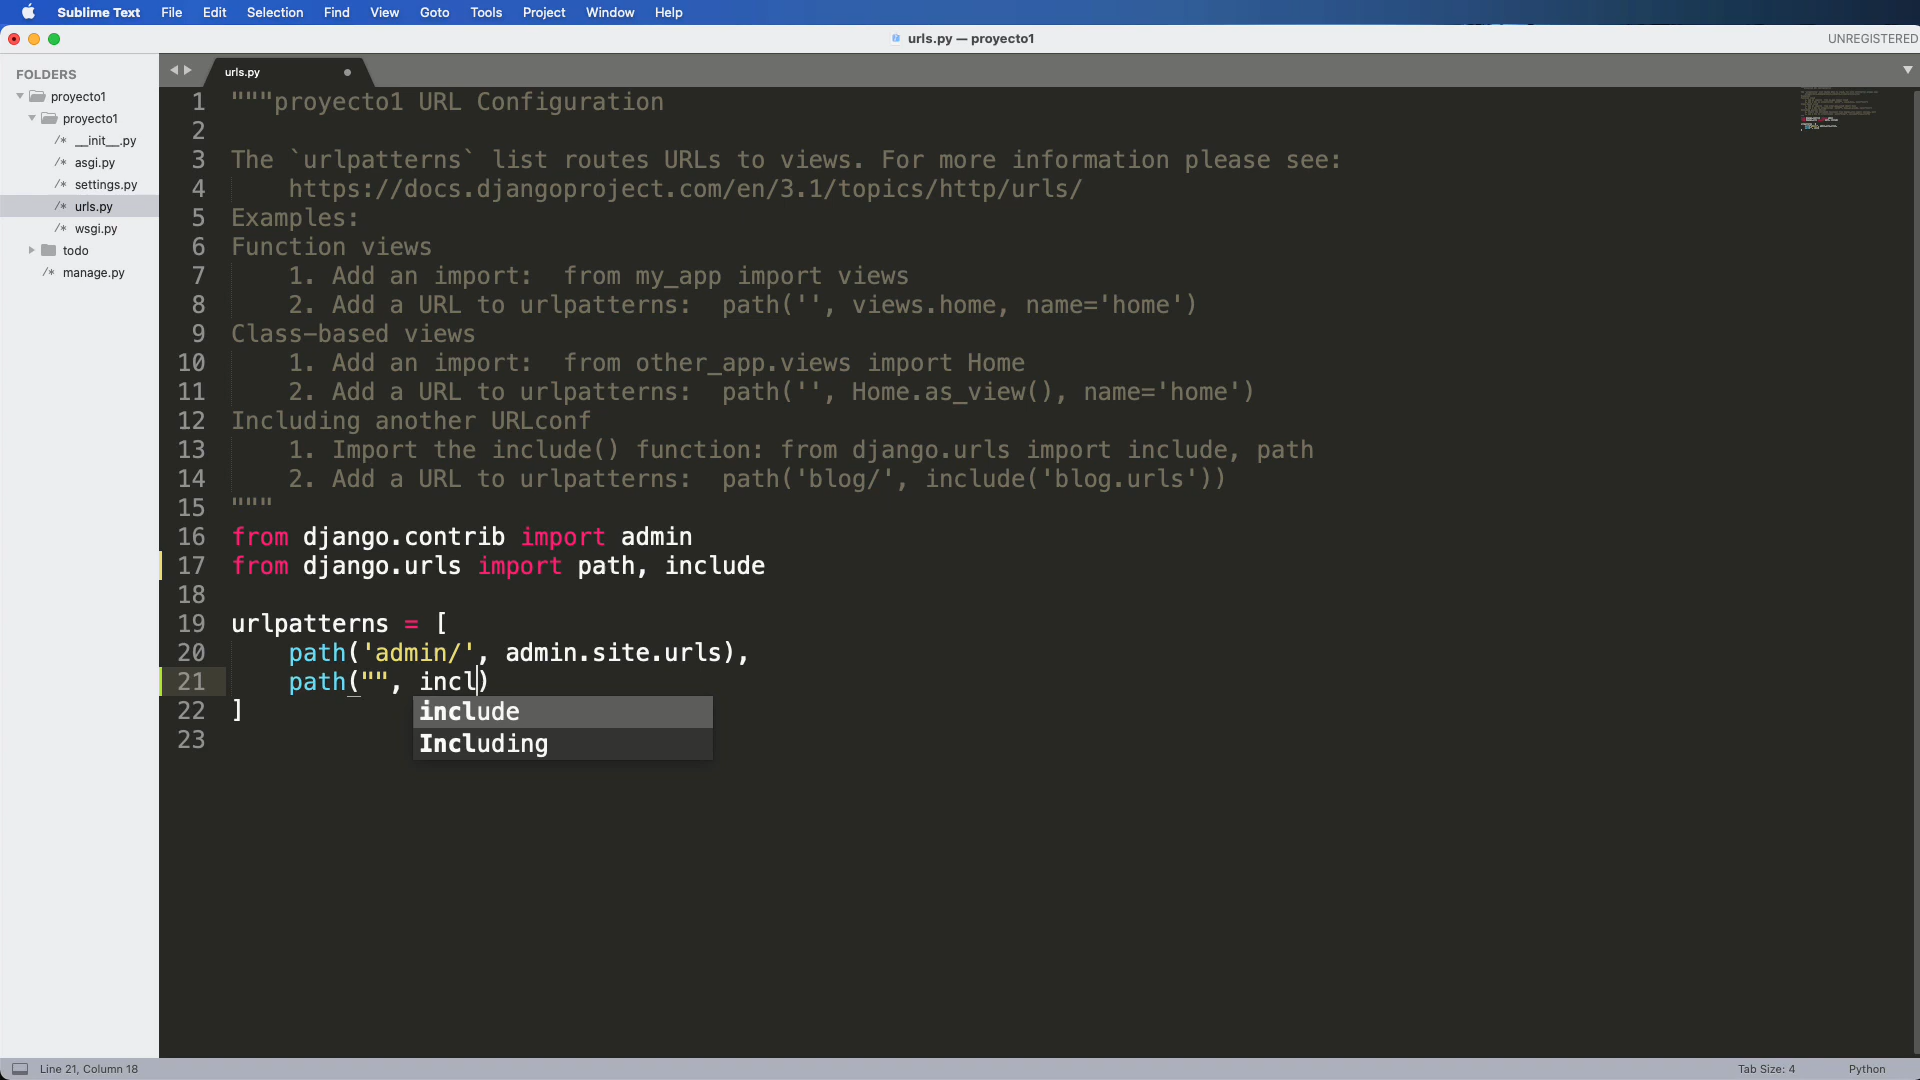 Sublime Text File Edit Selection Find View Goto Tools Project Window Help
urls.py — proyecto1
UNREGISTERED
FOLDERS
proyecto1
proyecto1
/* __init__.py
/* asgi.py
/* settings.py
/* urls.py
/* wsgi.py
todo
/* manage.py
urls.py
1 """proyecto1 URL Configuration
2
3 The `urlpatterns` list routes URLs to views. For more information please see:
4     https://docs.djangoproject.com/en/3.1/topics/http/urls/
5 Examples:
6 Function views
7     1. Add an import:  from my_app import views
8     2. Add a URL to urlpatterns:  path('', views.home, name='home')
9 Class-based views
10     1. Add an import:  from other_app.views import Home
11     2. Add a URL to urlpatterns:  path('', Home.as_view(), name='home')
12 Including another URLconf
13     1. Import the include() function: from django.urls import include, path
14     2. Add a URL to urlpatterns:  path('blog/', include('blog.urls'))
15 """
16 from django.contrib import admin
17 from django.urls import path, include
18
19 urlpatterns = [
20     path('admin/', admin.site.urls),
21     path("", incl)
22 ]
include
Including
23
Line 21, Column 18
Tab Size: 4
Python